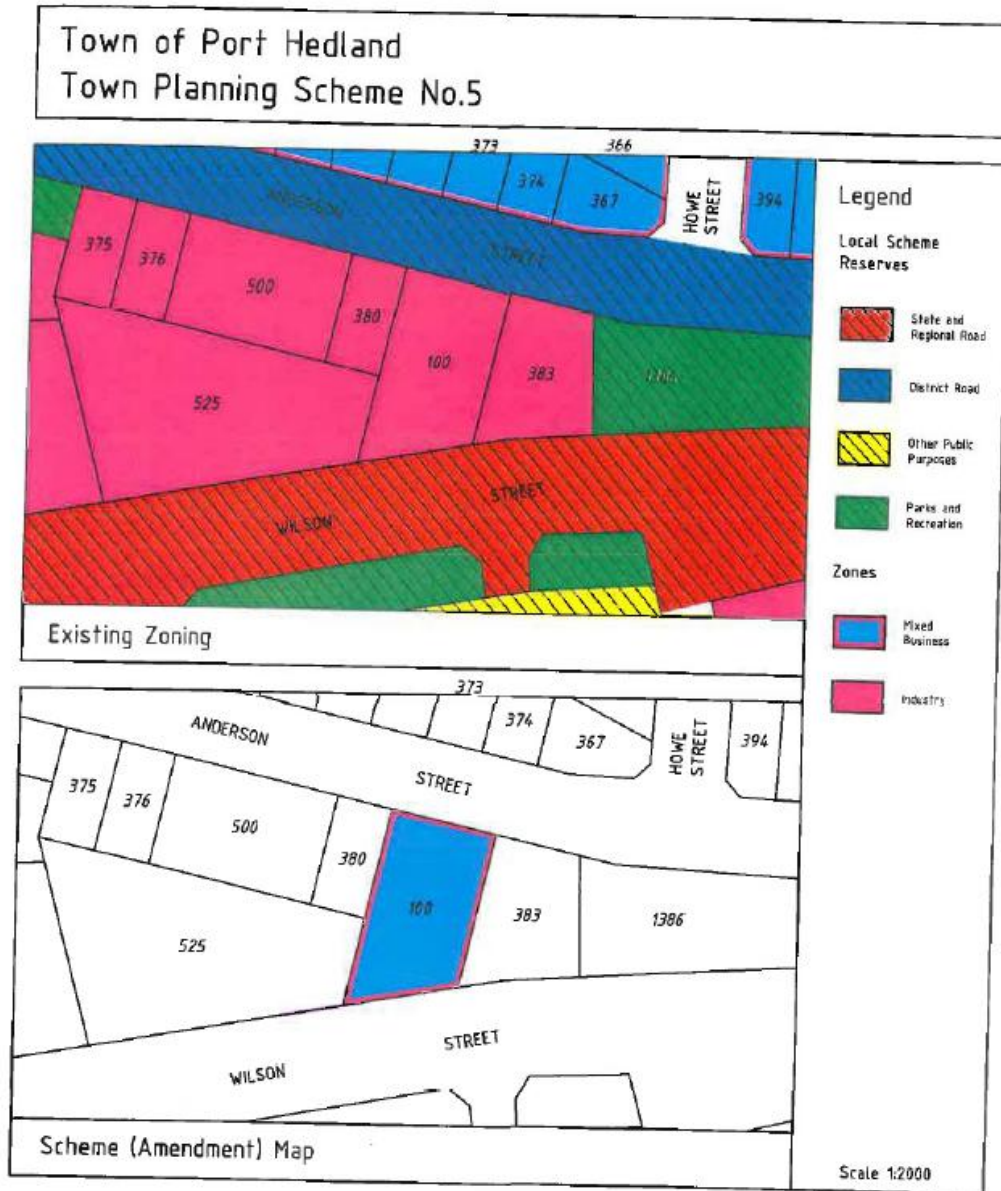 Town of Port Hedland
Town Planning Scheme No.5
373
366
374
367
HOWE
STREET
394
ANDERSON
STREET
375
376
500
380
100
383
1386
525
STREET
WILSON
Existing Zoning
Legend
Local Scheme
Reserves
State and
Regional Road
District Road
Other Public
Purposes
Parks and
Recreation
Zones
Mixed
Business
Industry
373
374
367
HOWE
STREET
394
ANDERSON
STREET
375
376
500
380
100
383
1386
525
STREET
WILSON
Scheme (Amendment) Map
Scale 1:2000